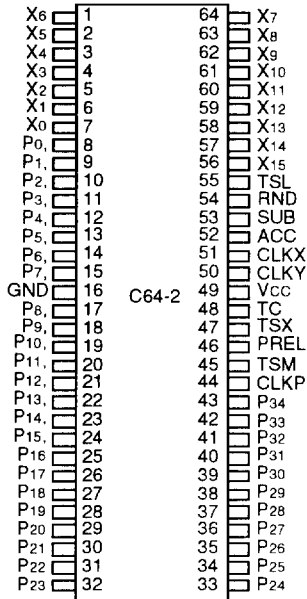 X6 1 64 X7
X5 2 63 X8
X4 3 62 X9
X3 4 61 X10
X2 5 60 X11
X1 6 59 X12
X0 7 58 X13
P0, 8 57 X14
P1, 9 56 X15
P2, 10 55 TSL
P3, 11 54 RND
P4, 12 53 SUB
P5, 13 52 ACC
P6, 14 51 CLKX
P7, 15 50 CLKY
GND 16 C64-2 49 VCC
P8, 17 48 TC
P9, 18 47 TSX
P10, 19 46 PREL
P11, 20 45 TSM
P12, 21 44 CLKP
P13, 22 43 P34
P14, 23 42 P33
P15, 24 41 P32
P16 25 40 P31
P17 26 39 P30
P18 27 38 P29
P19 28 37 P28
P20 29 36 P27
P21 30 35 P26
P22 31 34 P25
P23 32 33 P24